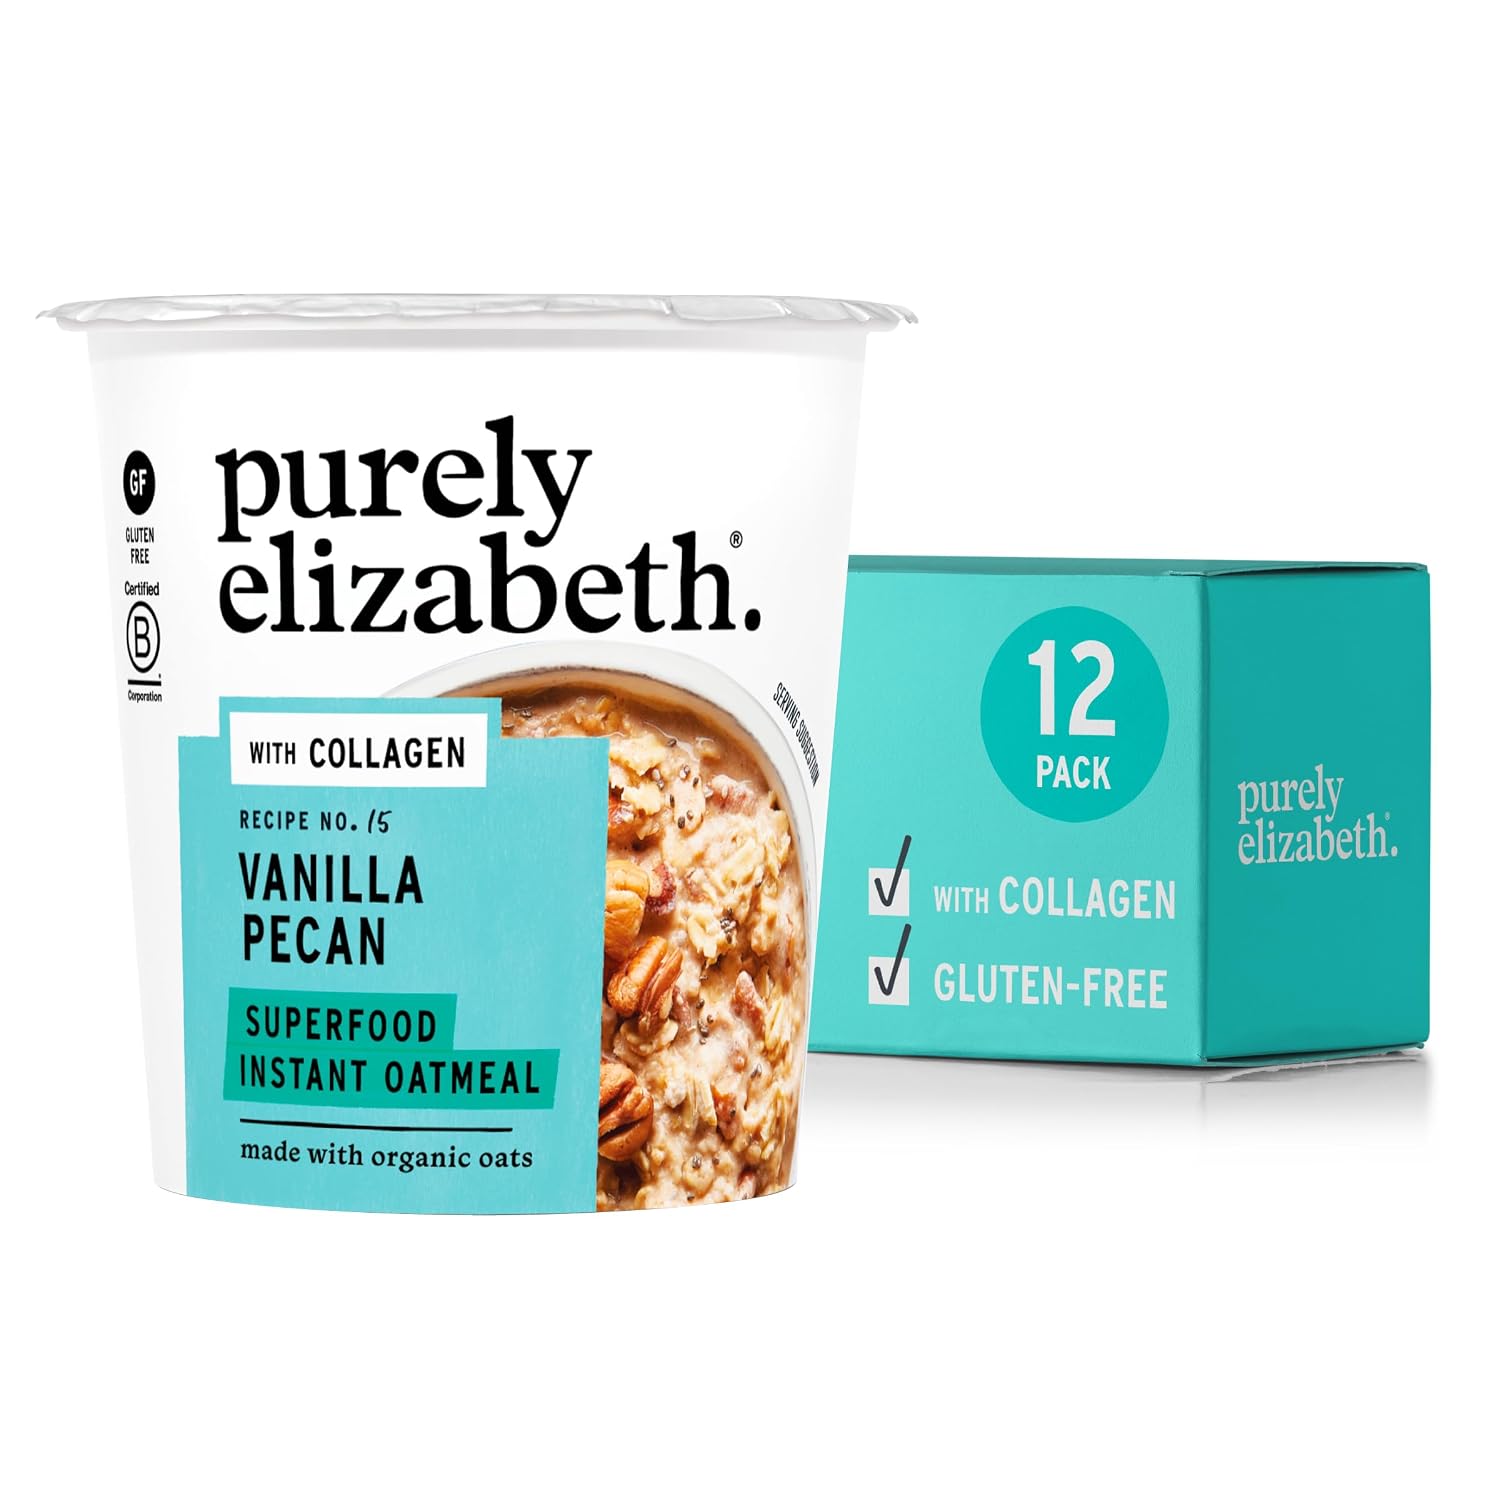 purely
elizabeth.®
GF
GLUTEN
FREE
Certified
B
Corporation
SERVING SUGGESTION
WITH COLLAGEN
RECIPE NO. 15
VANILLA
PECAN
SUPERFOOD
INSTANT OATMEAL
made with organic oats
12
PACK
WITH COLLAGEN
GLUTEN-FREE
purely
elizabeth.®